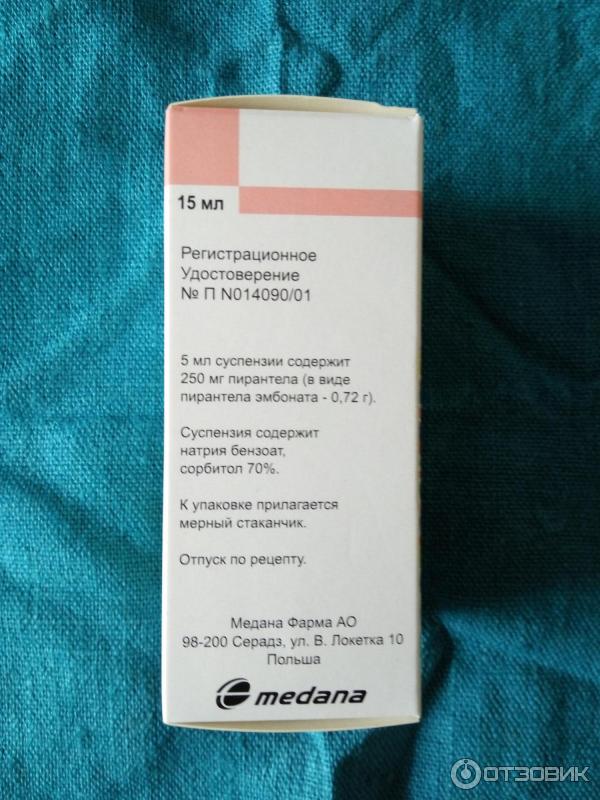 15 мл
Регистрационное
Удостоверение
№ П N014090/01
5 мл суспензии содержит
250 мг пирантела (в виде
пирантела эмбоната - 0,72 г).
Суспензия содержит
натрия бензоат,
сорбитол 70%.
К упаковке прилагается
мерный стаканчик.
Отпуск по рецепту.
Медана Фарма АО
98-200 Серадз, ул. В. Локетка 10
Польша
medana
ОТЗОВИК